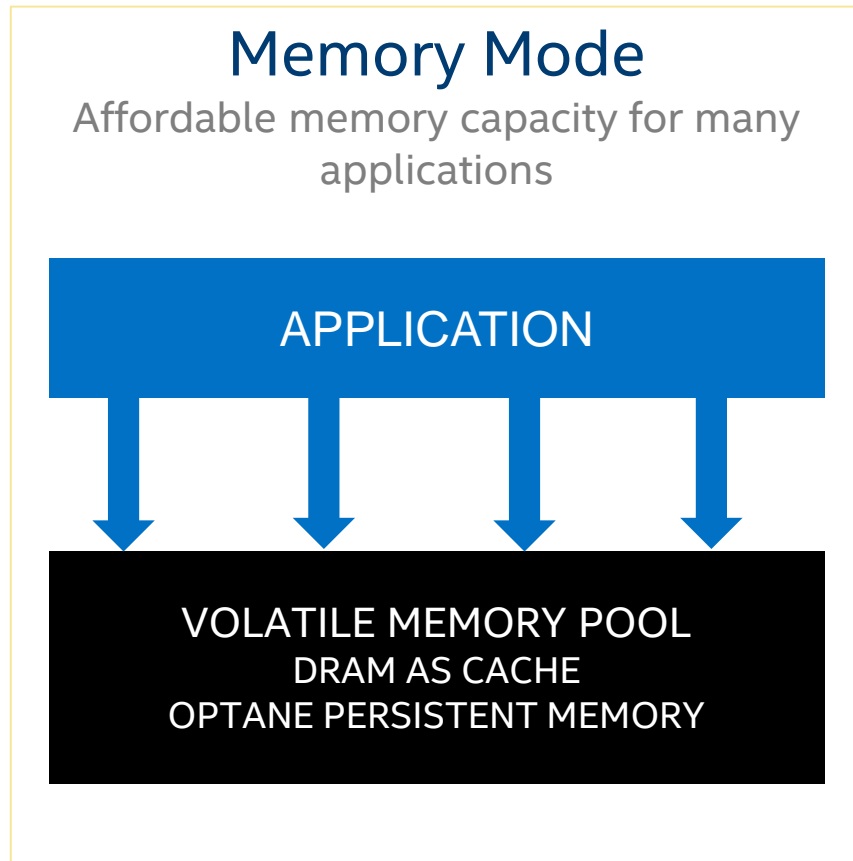 Memory Mode
Affordable memory capacity for many
applications
APPLICATION
VOLATILE MEMORY POOL
DRAM AS CACHE
OPTANE PERSISTENT MEMORY